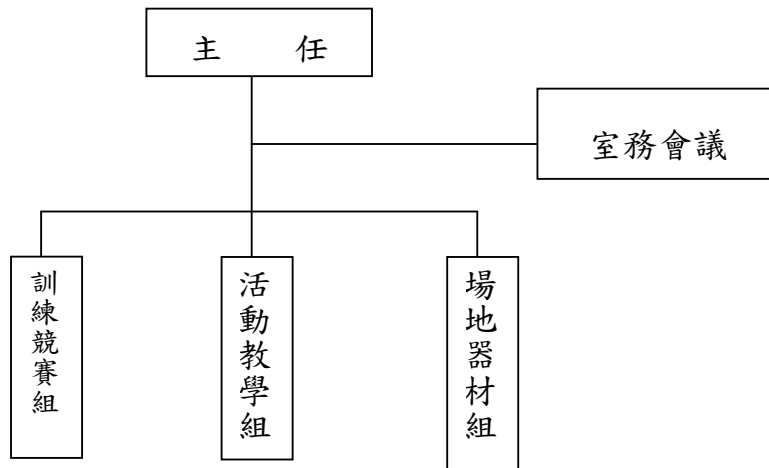 主 任
室務會議
訓練競賽組
活動教學組
場地器材組